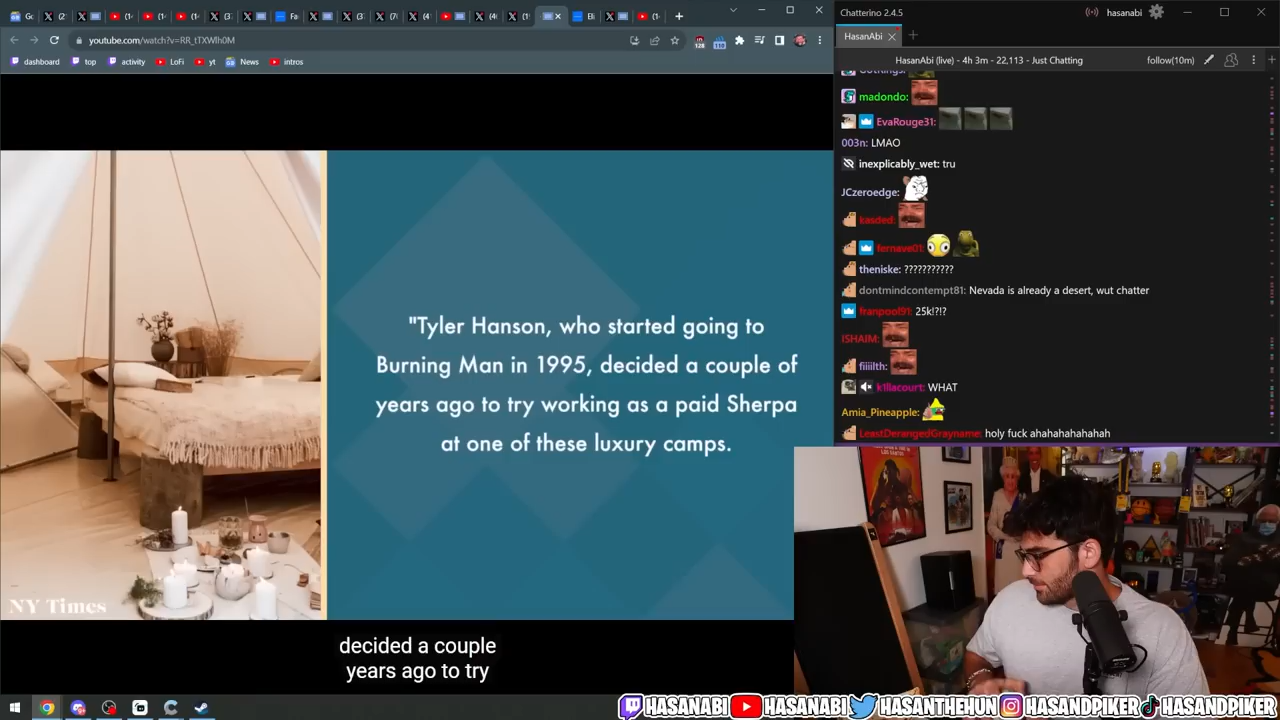 youtube.com/watch?v=RR_tTXWlh0M
dashboard
top
activity
LoFi
yt
News
intros
"Tyler Hanson, who started going to
Burning Man in 1995, decided a couple of
years ago to try working as a paid Sherpa
at one of these luxury camps.
NY Times
decided a couple
years ago to try
Chatterino 2.4.5
hasanabi
HasanAbi
HasanAbi (live) - 4h 3m - 22,113 - Just Chatting
follow(10m)
madondo:
EvaRouge31:
003n: LMAO
inexplicably_wet: tru
JCzeroedge:
kasded:
fernave01:
theniske: ???????????
dontmindcontempt81: Nevada is already a desert, wut chatter
franpool91: 25k!?!?
ISHAIM:
fiiiilth:
k1llacourt: WHAT
Amia_Pineapple:
LeastDerangedGrayname: holy fuck ahahahahahahah
HASANABI
HASANABI
HASANTHEHUN
HASANDPIKER
HASANDPIKER